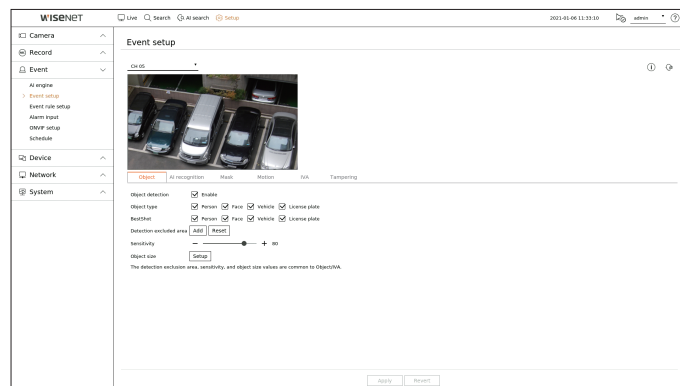 WISENET
Live Search AI search Setup 2021-01-06 11:33:10 admin
Camera
Record
Event
AI engine
Event setup
Event rule setup
Alarm input
ONVIF setup
Schedule
Device
Network
System
Event setup
CH 05
Object AI recognition Mask Motion IVA Tampering
Object detection Enable
Object type Person Face Vehicle License plate
BestShot Person Face Vehicle License plate
Detection excluded area Add Reset
Sensitivity 80
Object size Setup
The detection exclusion area, sensitivity, and object size values are common to Object/IVA.
Apply Revert